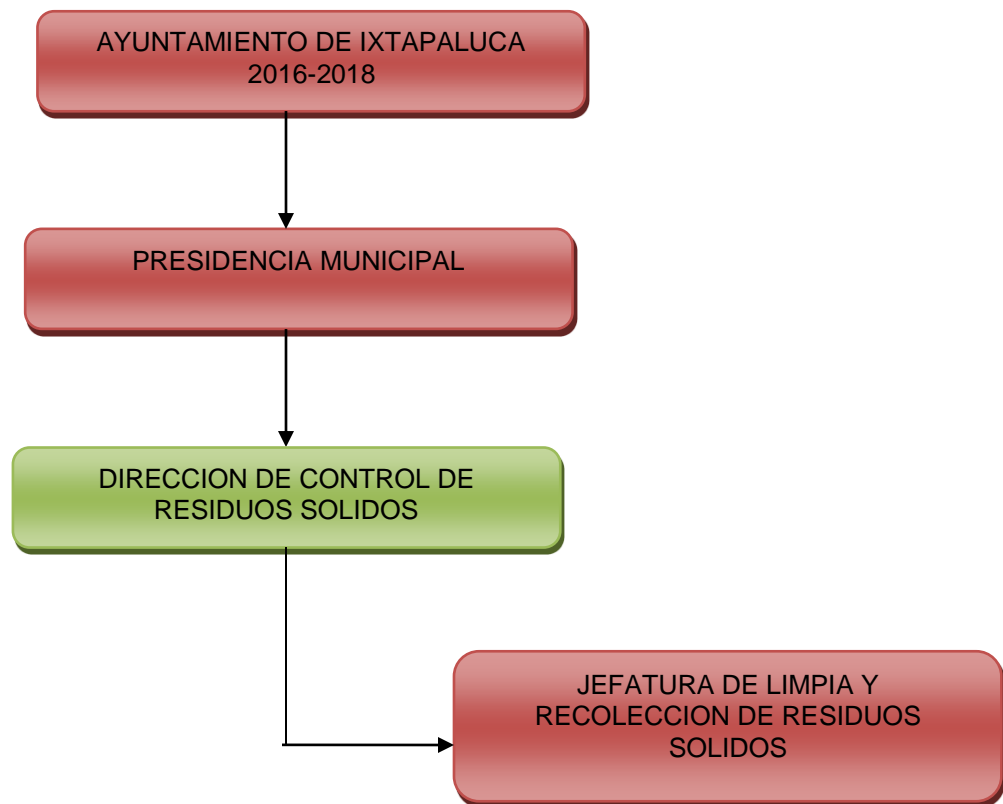 AYUNTAMIENTO DE IXTAPALUCA
2016-2018
PRESIDENCIA MUNICIPAL
DIRECCION DE CONTROL DE
RESIDUOS SOLIDOS
JEFATURA DE LIMPIA Y
RECOLECCION DE RESIDUOS
SOLIDOS